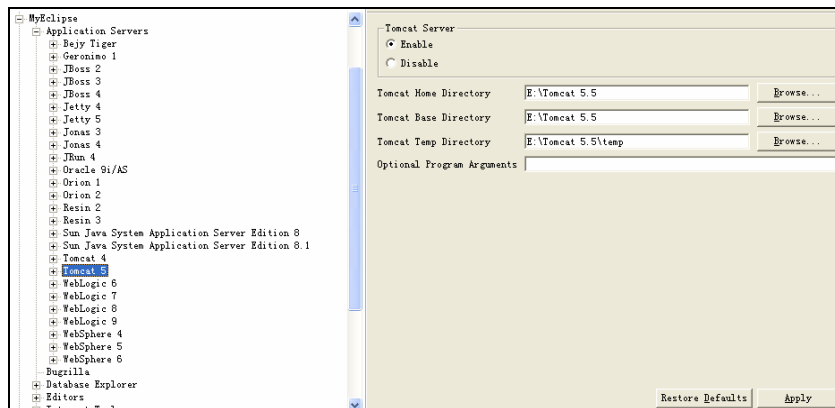 MyEclipse
Application Servers
Bejy Tiger
Geronimo 1
JBoss 2
JBoss 3
JBoss 4
Jetty 4
Jetty 5
Jonas 3
Jonas 4
JRun 4
Oracle 9i/AS
Orion 1
Orion 2
Resin 2
Resin 3
Sun Java System Application Server Edition 8
Sun Java System Application Server Edition 8.1
Tomcat 4
Tomcat 5
WebLogic 6
WebLogic 7
WebLogic 8
WebLogic 9
WebSphere 4
WebSphere 5
WebSphere 6
Bugzilla
Database Explorer
Editors
Tomcat Server
Enable
Disable
Tomcat Home Directory E:\Tomcat 5.5 Browse...
Tomcat Base Directory E:\Tomcat 5.5 Browse...
Tomcat Temp Directory E:\Tomcat 5.5\temp Browse...
Optional Program Arguments
Restore Defaults Apply